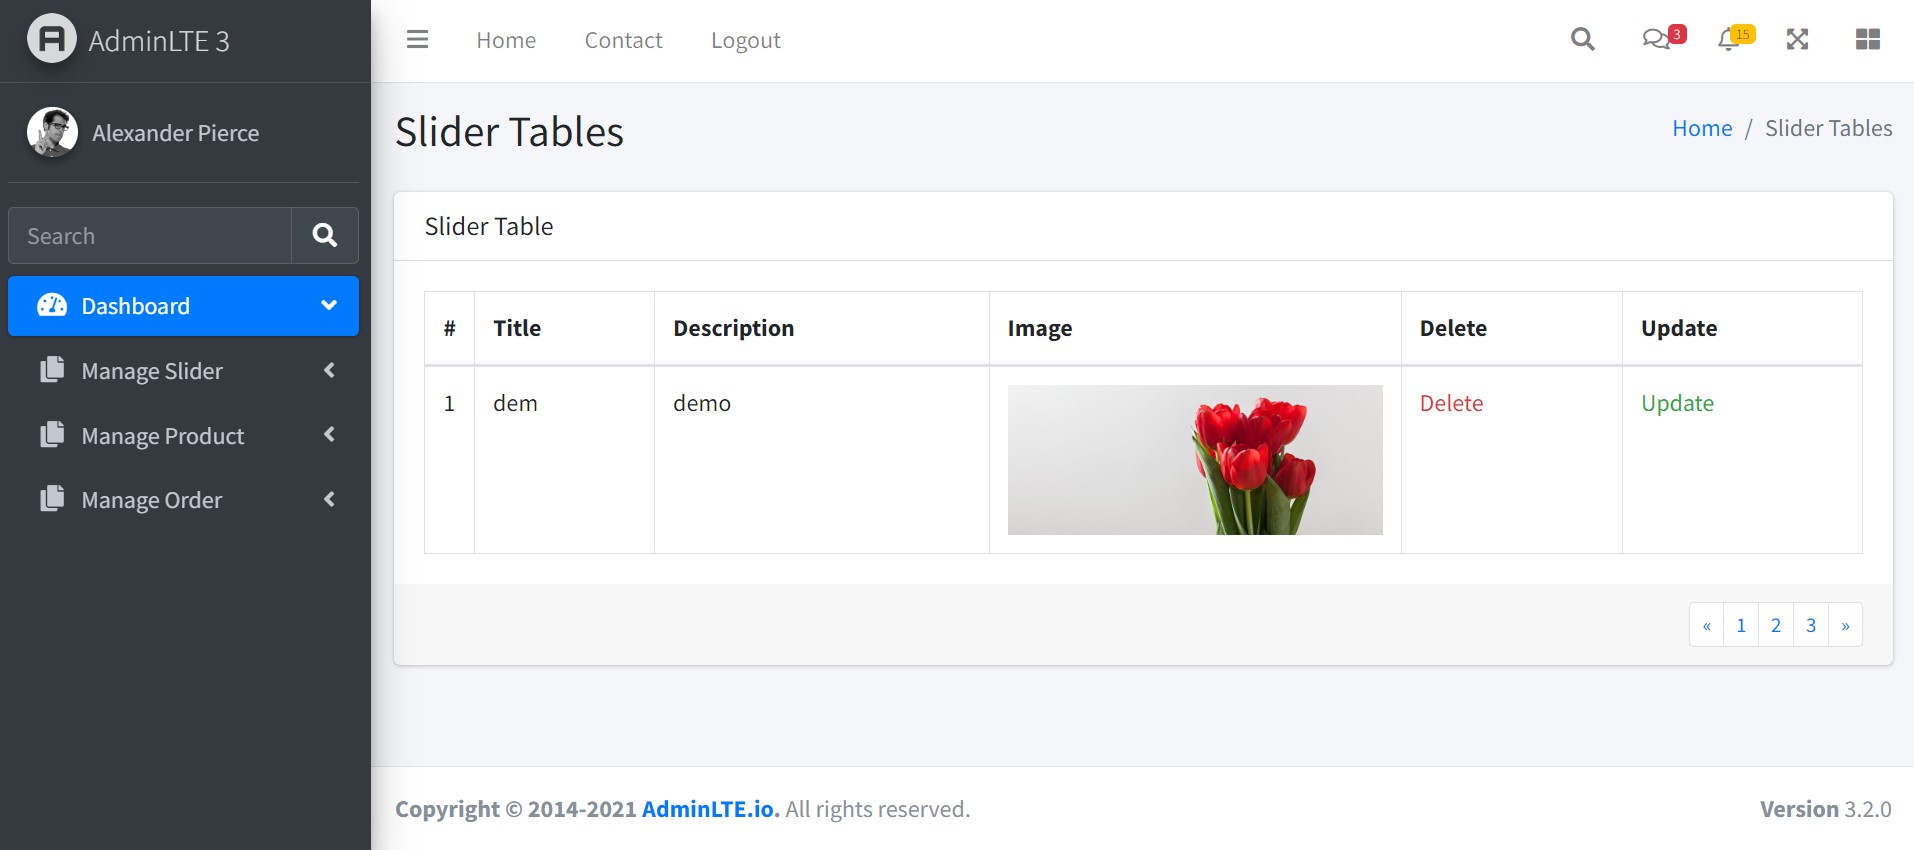 AdminLTE 3
Home Contact Logout
3
15
Alexander Pierce
Search
Dashboard
Manage Slider
Manage Product
Manage Order
Slider Tables
Home / Slider Tables
Slider Table
# Title Description Image Delete Update
1 dem demo Delete Update
« 1 2 3 »
Copyright © 2014-2021 AdminLTE.io. All rights reserved.
Version 3.2.0